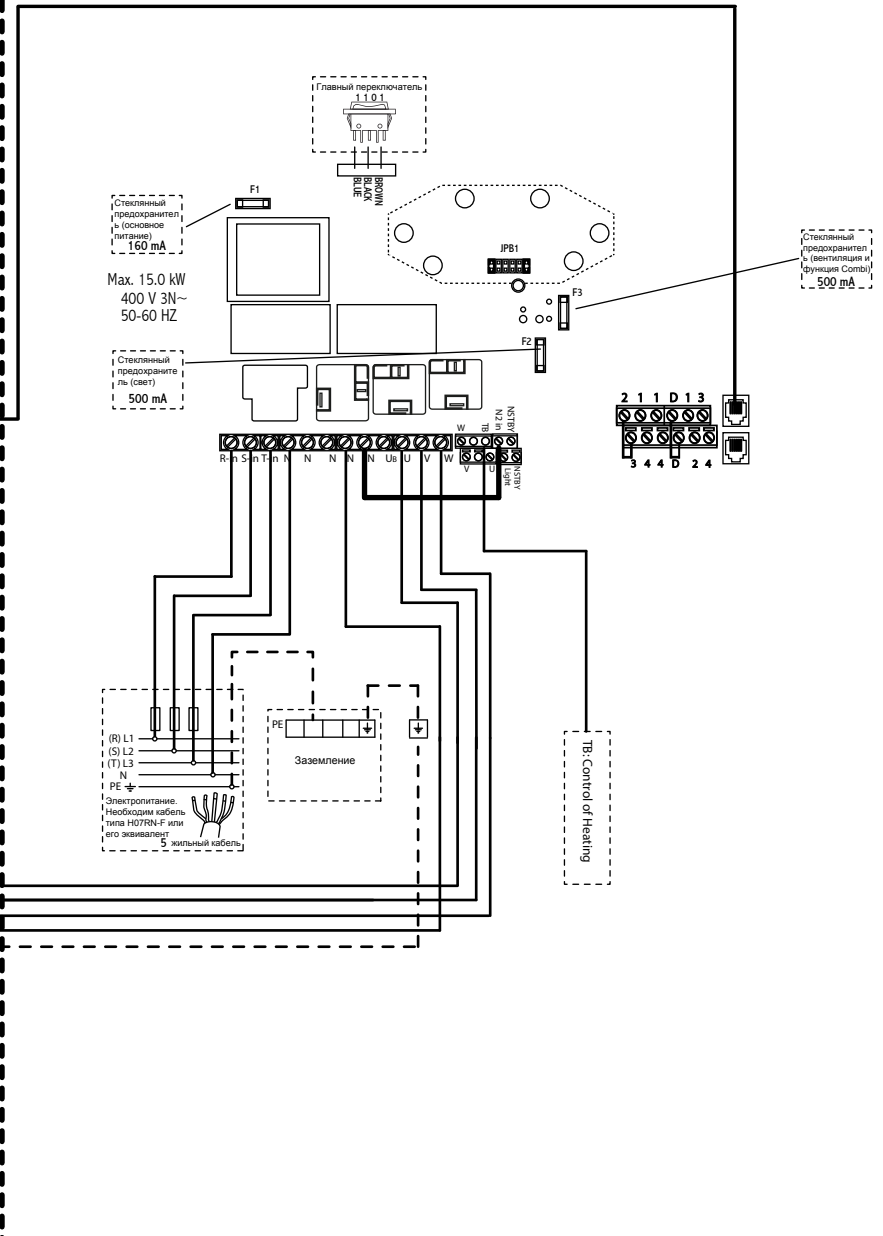 Главный переключатель
1 1 0 1
BLUE
BLACK
BROWN
F1
Стеклянный
предохранител
ь (основное
питание)
160 mA
JPB1
Стеклянный
предохранител
ь (вентиляция и
функция Combi)
500 mA
Max. 15.0 kW
400 V 3N~
50-60 HZ
F3
F2
Стеклянный
предохраните
ль (свет)
500 mA
2 1 1 D 1 3
3 4 4 D 2 4
W TB N2 in NSTBY
R-in S-in T-in N N N N N UB U V W
V U Light NSTBY
PE
Заземление
(R) L1
(S) L2
(T) L3
N
PE
Электропитание.
Необходим кабель
типа H07RN-F или
его эквивалент
5 жильный кабель
TB: Control of Heating